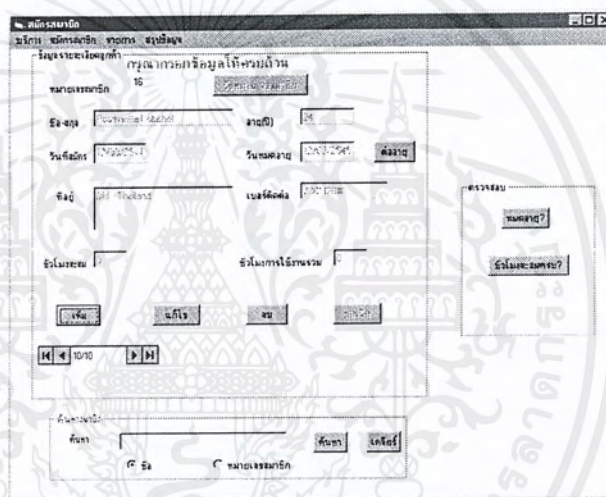 สมัครสมาชิก
บริการ สมัครสมาชิก รายการ สรุปข้อมูล
ข้อมูลรายละเอียดลูกค้า
กรุณากรอกข้อมูลให้ครบถ้วน
หมายเลขสมาชิก 16
ชื่อ-สกุล อายุ(ปี)
วันที่สมัคร วันหมดอายุ ต่ออายุ
ที่อยู่ เบอร์ติดต่อ
ชั่วโมงสะสม ชั่วโมงการใช้งานรวม
เพิ่ม แก้ไข ลบ
10/10
ตรวจสอบ
หมดอายุ?
ชั่วโมงสะสมครบ?
ค้นหาสมาชิก
ค้นหา ค้นหา เคลียร์
ชื่อ หมายเลขสมาชิก